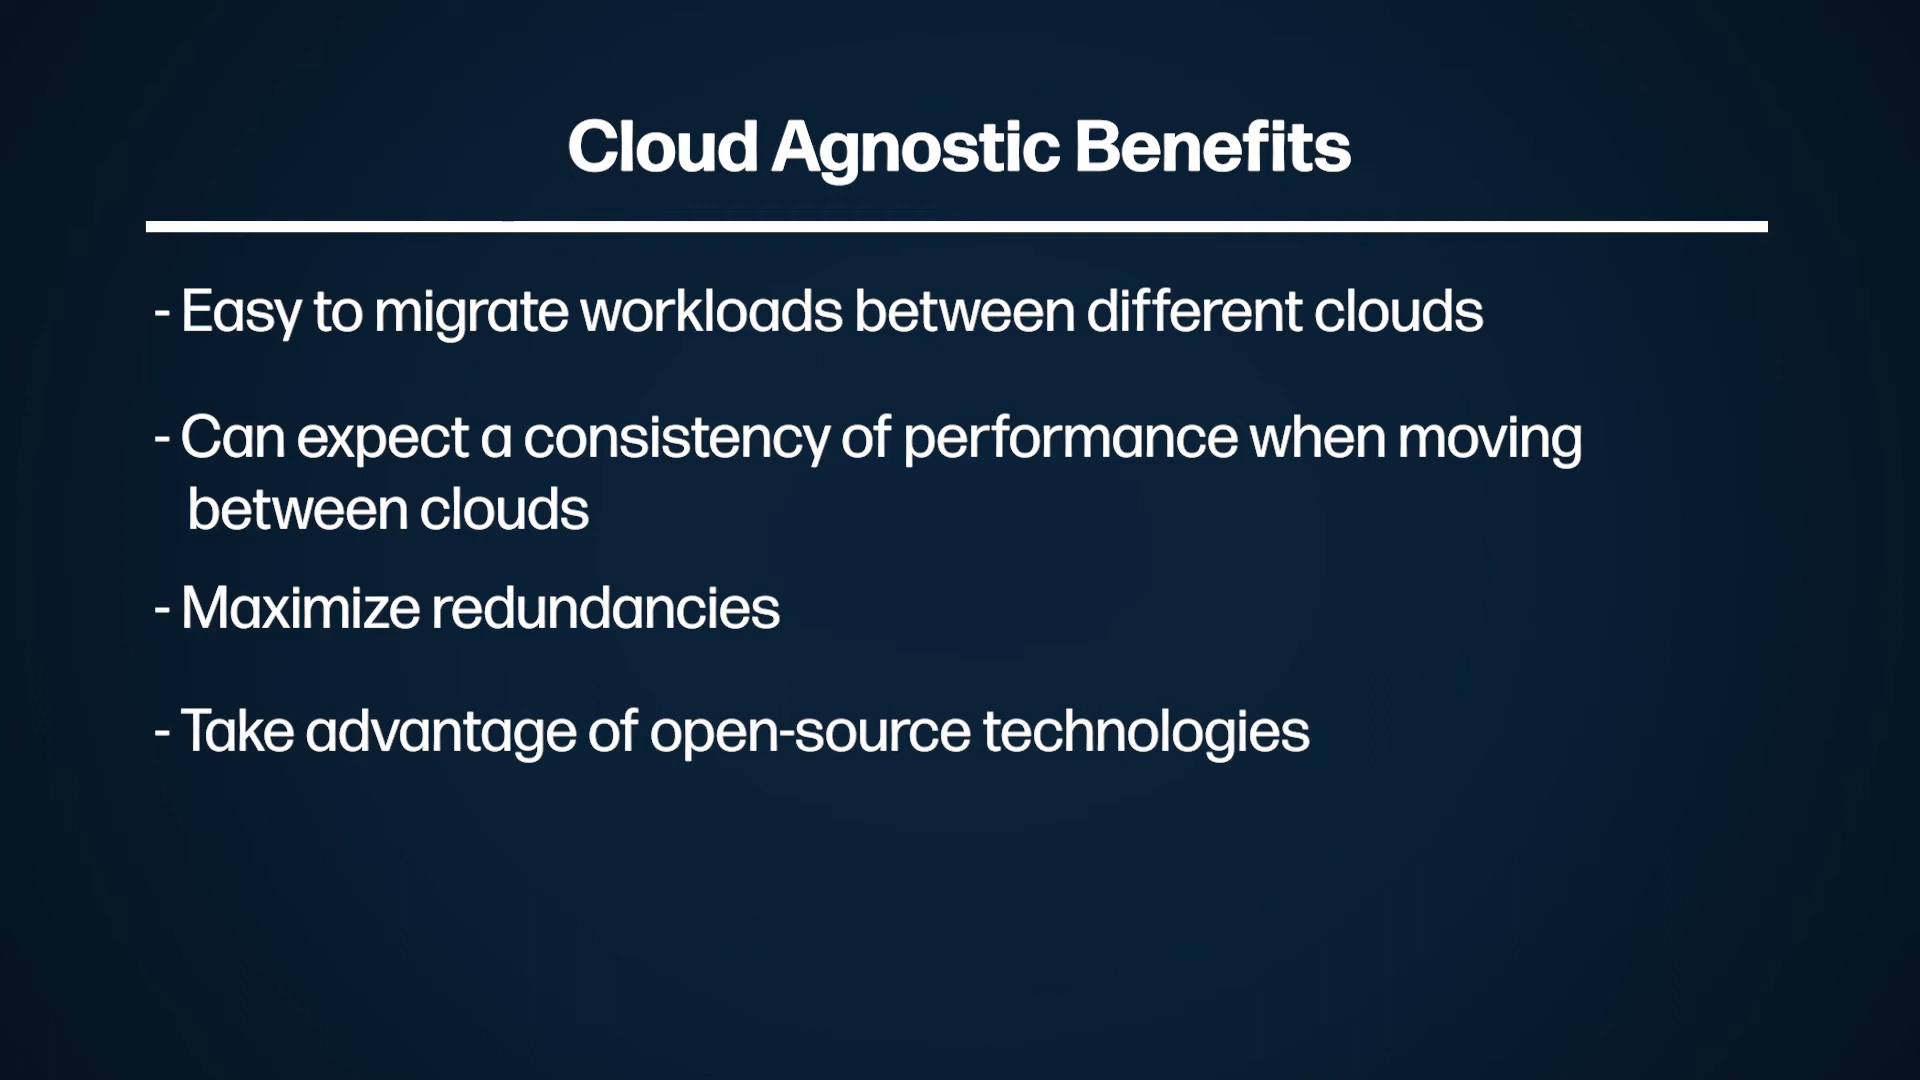 Cloud Agnostic Benefits
- Easy to migrate workloads between different clouds
- Can expect a consistency of performance when moving
between clouds
- Maximize redundancies
- Take advantage of open-source technologies